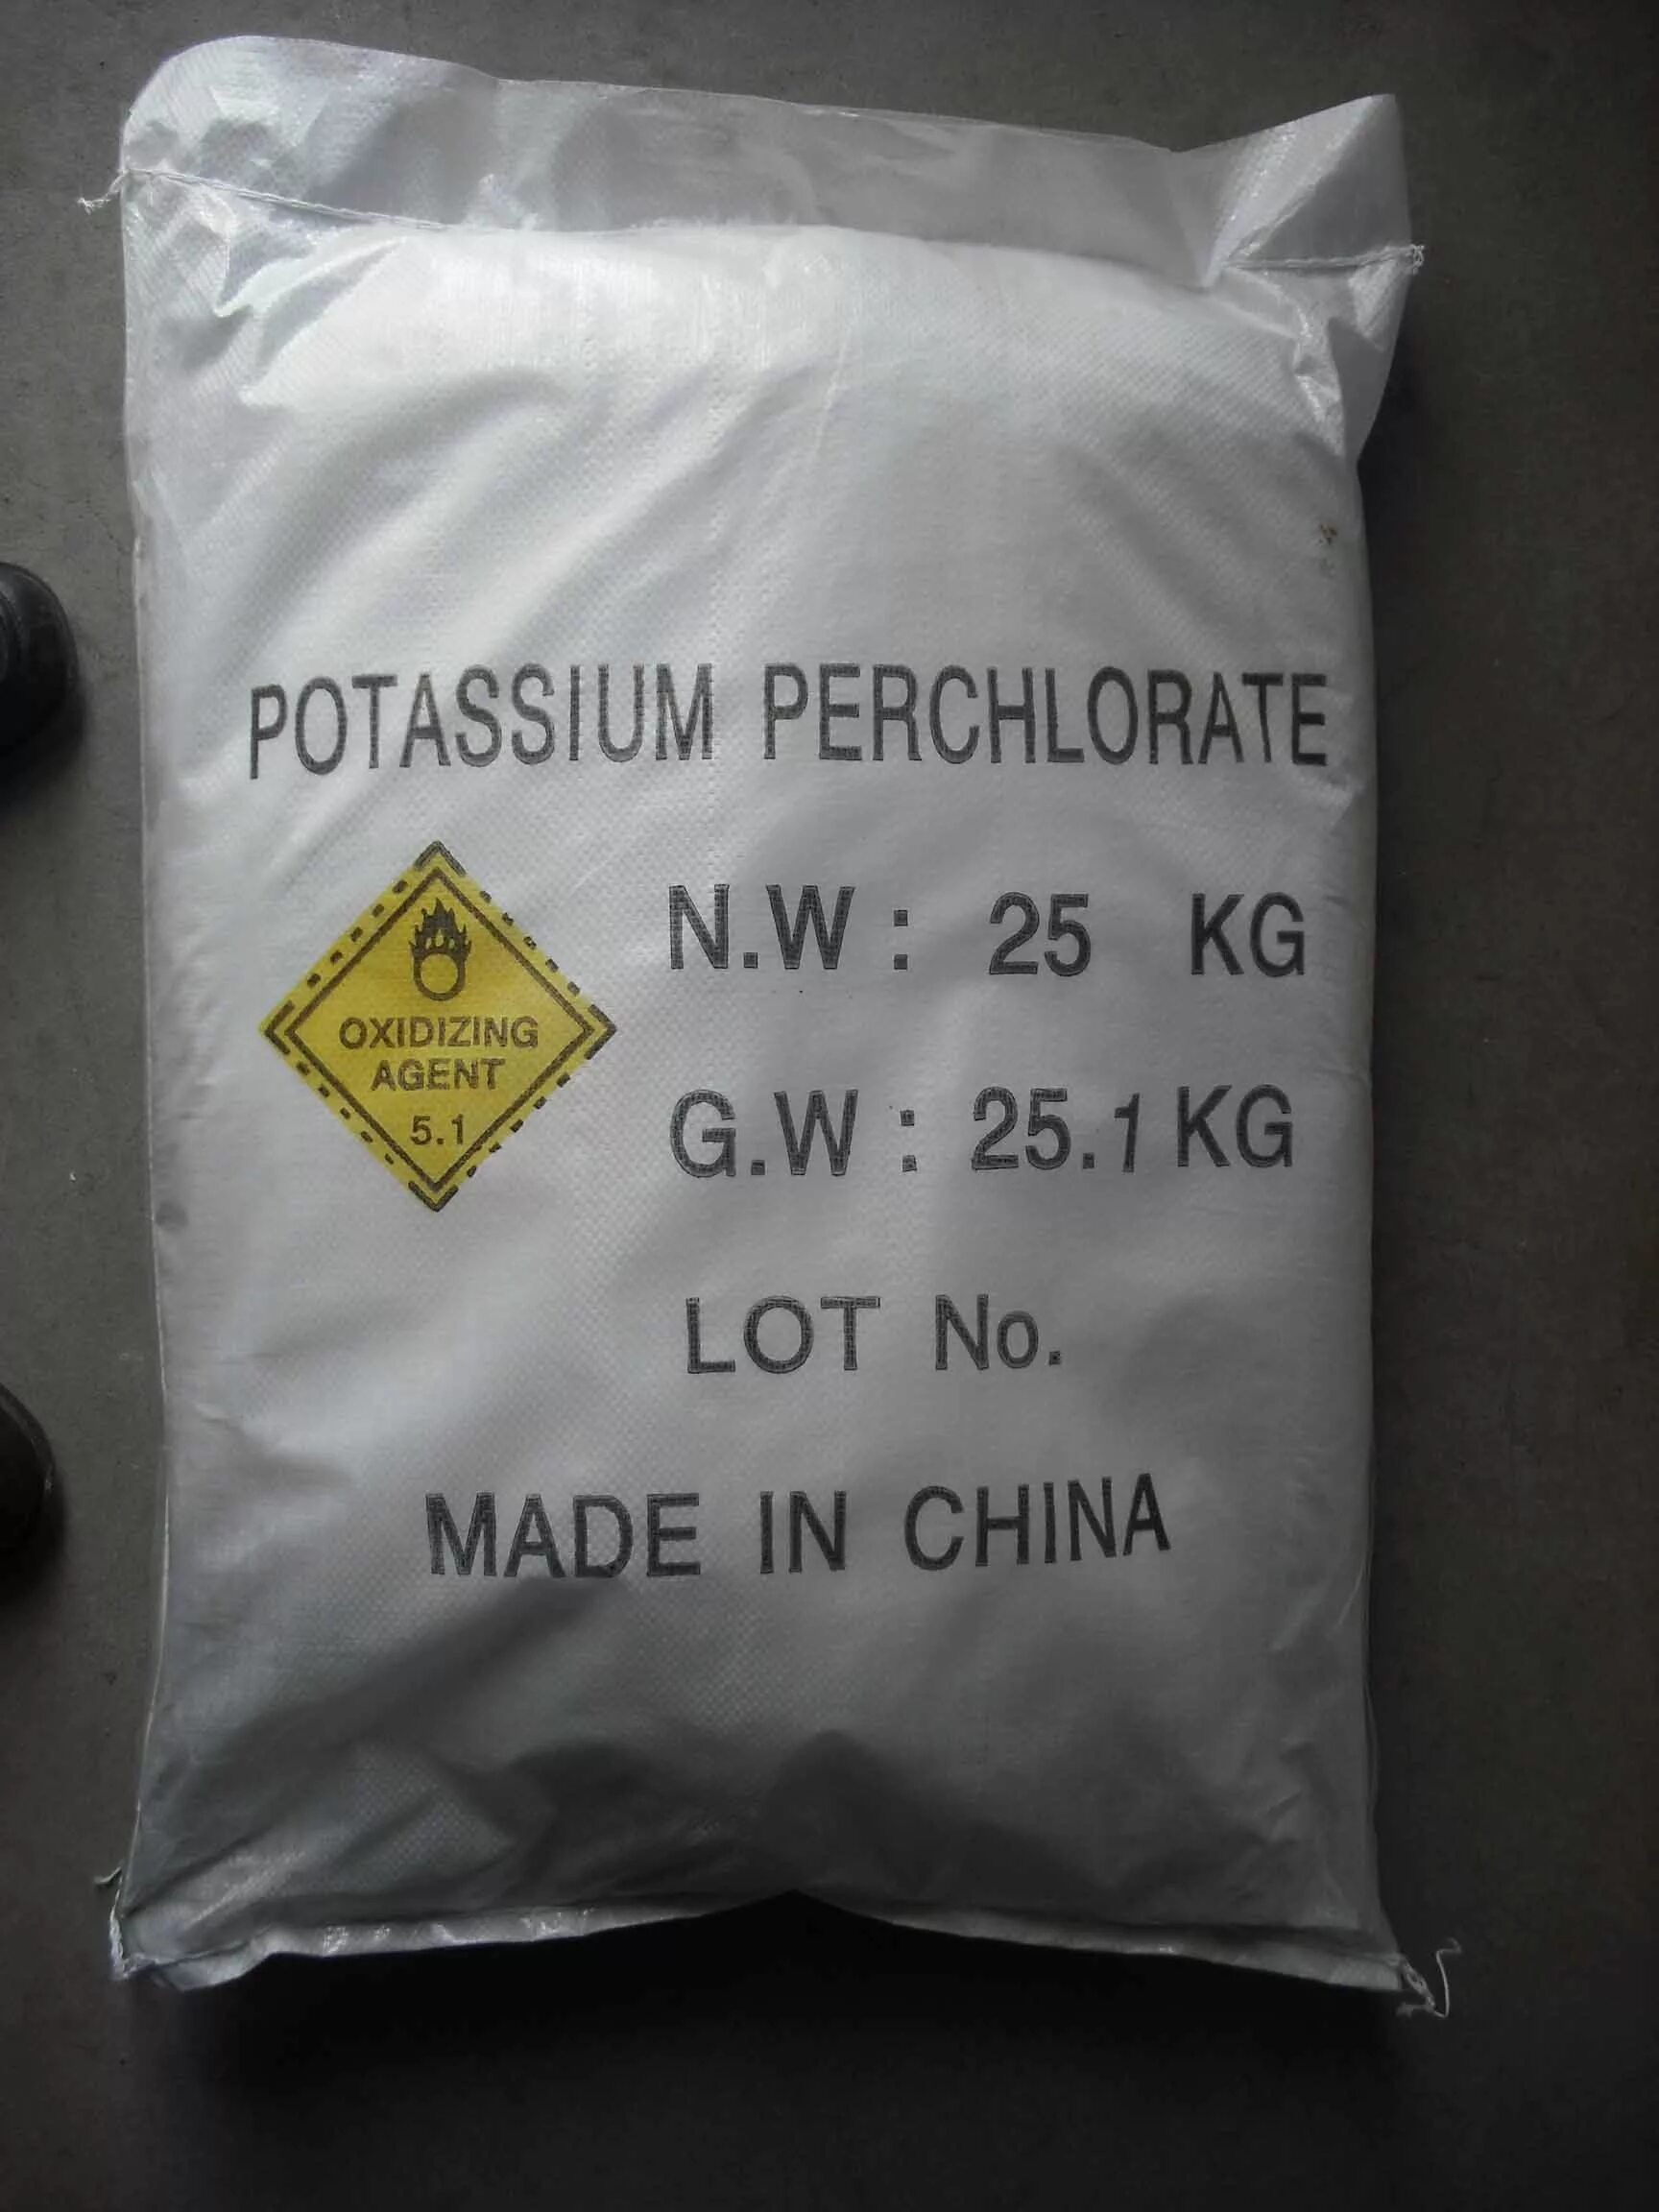 POTASSIUM PERCHLORATE
OXIDIZING
AGENT
5.1
N.W : 25 KG
G.W : 25.1 KG
LOT No.
MADE IN CHINA